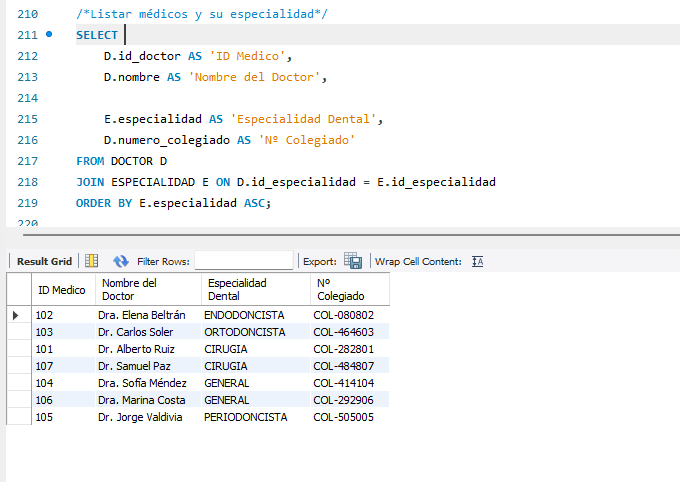 210 /*Listar médicos y su especialidad*/
211 SELECT
212 D.id_doctor AS 'ID Medico',
213 D.nombre AS 'Nombre del Doctor',
214
215 E.especialidad AS 'Especialidad Dental',
216 D.numero_colegiado AS 'Nº Colegiado'
217 FROM DOCTOR D
218 JOIN ESPECIALIDAD E ON D.id_especialidad = E.id_especialidad
219 ORDER BY E.especialidad ASC;
220
Result Grid Filter Rows: Export: Wrap Cell Content:
ID Medico Nombre del Doctor Especialidad Dental Nº Colegiado
102 Dra. Elena Beltrán ENDODONCISTA COL-080802
103 Dr. Carlos Soler ORTODONCISTA COL-464603
101 Dr. Alberto Ruiz CIRUGIA COL-282801
107 Dr. Samuel Paz CIRUGIA COL-484807
104 Dra. Sofía Méndez GENERAL COL-414104
106 Dra. Marina Costa GENERAL COL-292906
105 Dr. Jorge Valdivia PERIODONCISTA COL-505005